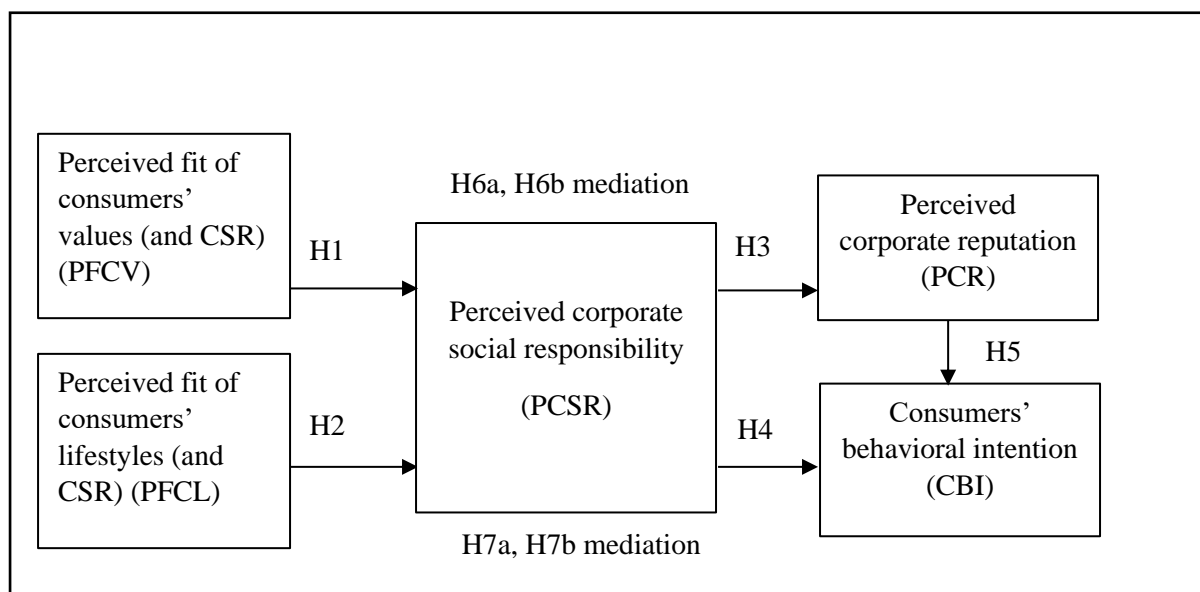 Perceived fit of
consumers’
values (and CSR)
(PFCV)
H1
Perceived fit of
consumers’
lifestyles (and
CSR) (PFCL)
H2
H6a, H6b mediation
Perceived corporate
social responsibility
(PCSR)
H7a, H7b mediation
H3
Perceived
corporate reputation
(PCR)
H5
H4
Consumers’
behavioral intention
(CBI)